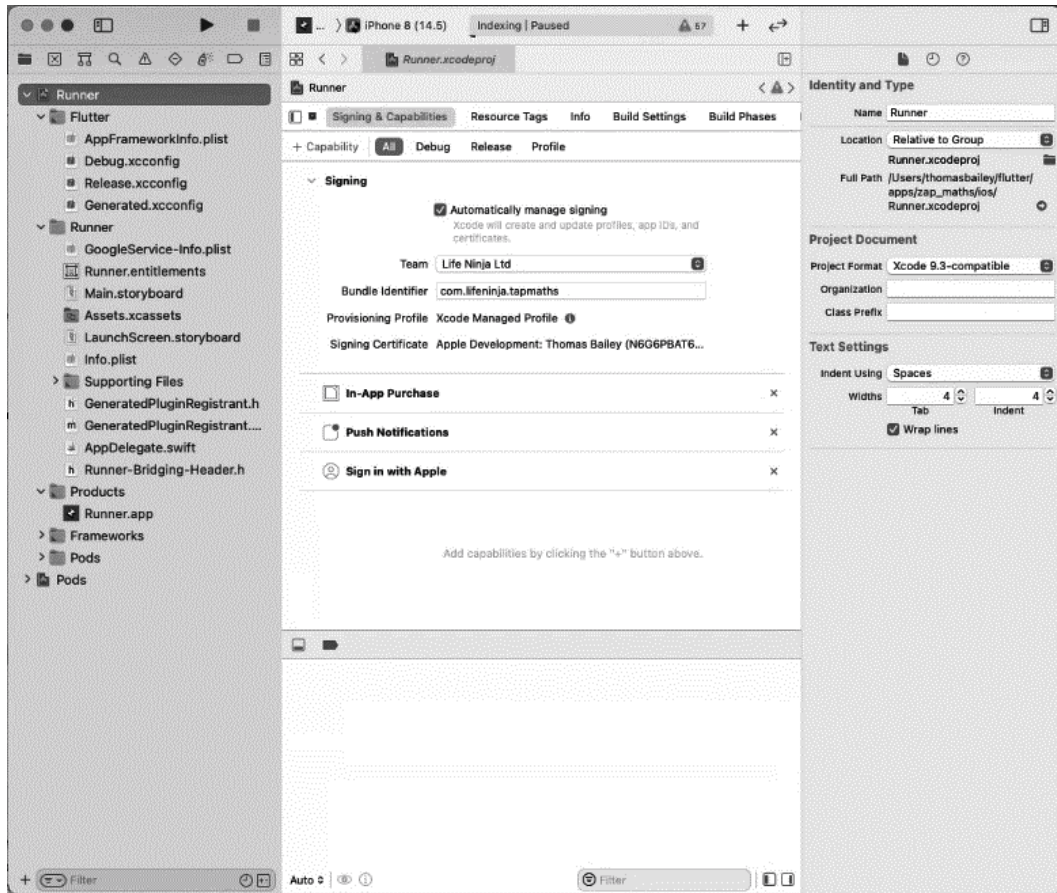 ... iPhone 8 (14.5) Indexing | Paused 57
Runner.xcodeproj
Runner
Flutter
AppFrameworkInfo.plist
Debug.xcconfig
Release.xcconfig
Generated.xcconfig
Runner
GoogleService-Info.plist
Runner.entitlements
Main.storyboard
Assets.xcassets
LaunchScreen.storyboard
Info.plist
Supporting Files
GeneratedPluginRegistrant.h
GeneratedPluginRegistrant....
AppDelegate.swift
Runner-Bridging-Header.h
Products
Runner.app
Frameworks
Pods
Pods
Filter
Runner
Signing & Capabilities Resource Tags Info Build Settings Build Phases
+ Capability All Debug Release Profile
Signing
Automatically manage signing
Xcode will create and update profiles, app IDs, and
certificates.
Team Life Ninja Ltd
Bundle Identifier com.lifeninja.tapmaths
Provisioning Profile Xcode Managed Profile
Signing Certificate Apple Development: Thomas Bailey (N6G6PBAT6...
In-App Purchase
Push Notifications
Sign in with Apple
Add capabilities by clicking the "+" button above.
Auto
Filter
Identity and Type
Name Runner
Location Relative to Group
Runner.xcodeproj
Full Path /Users/thomasbailey/flutter/
apps/zap_maths/ios/
Runner.xcodeproj
Project Document
Project Format Xcode 9.3-compatible
Organization
Class Prefix
Text Settings
Indent Using Spaces
Widths 4 4
Tab Indent
Wrap lines